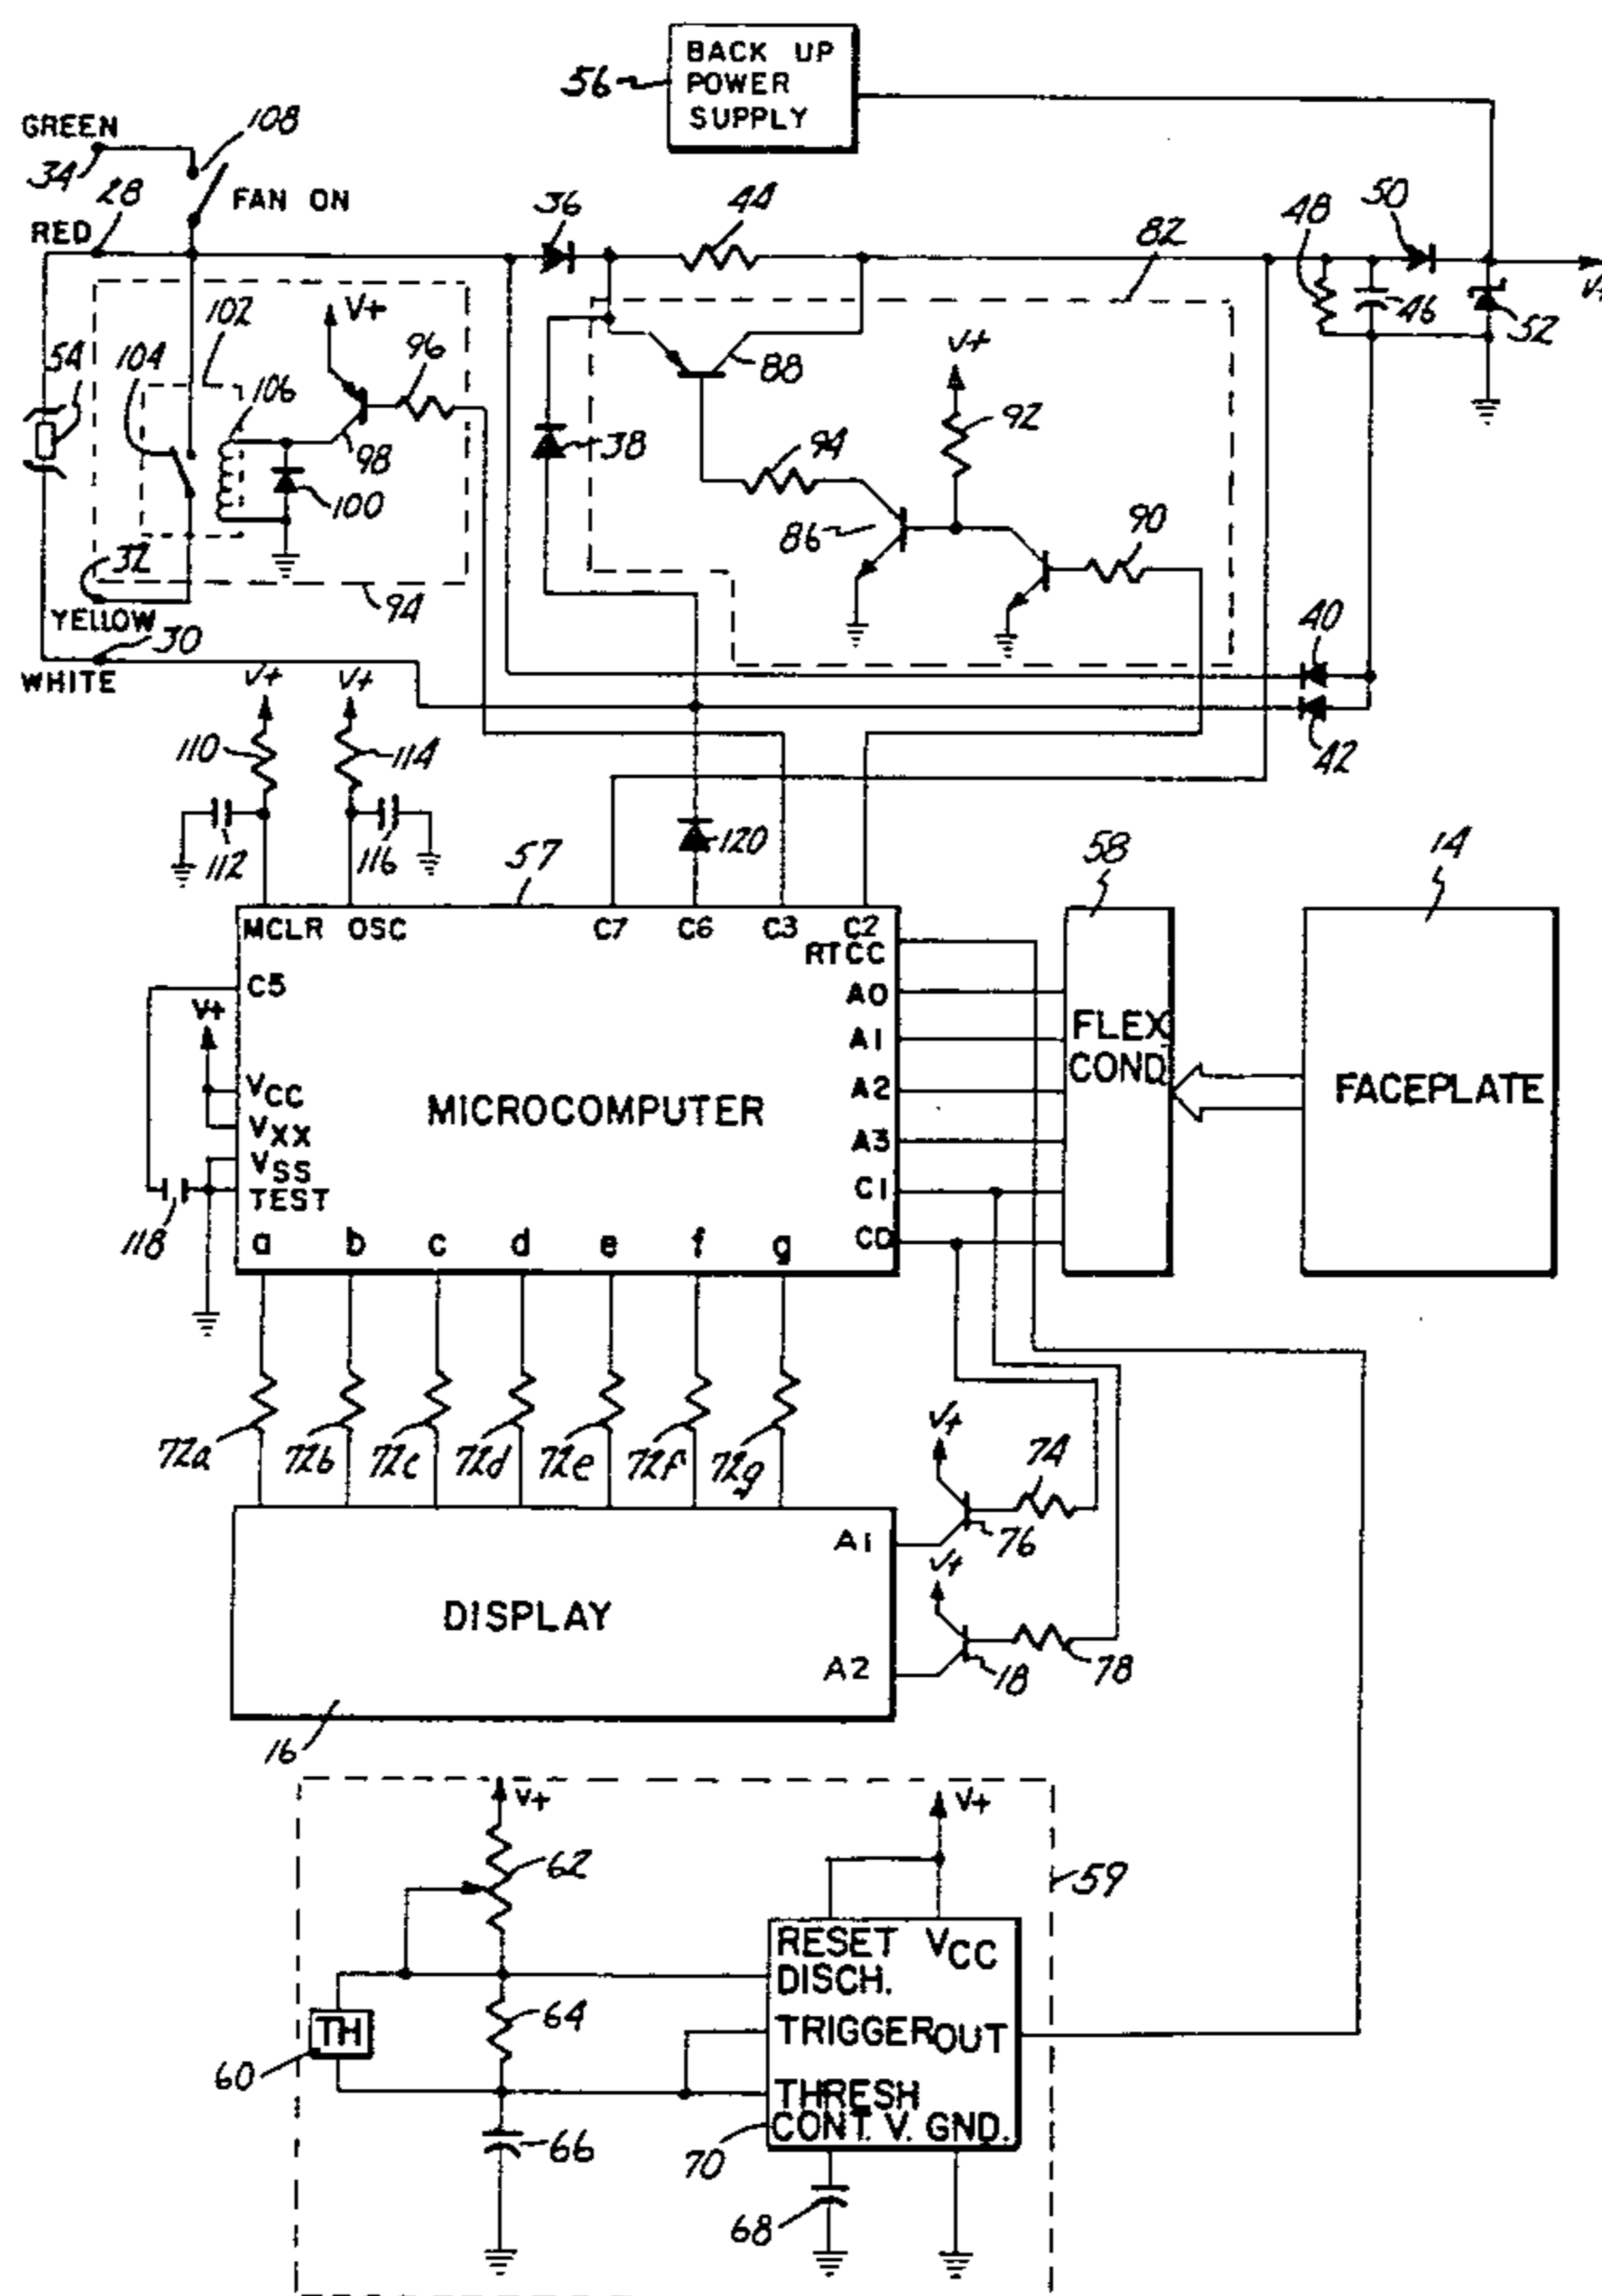 BACK UP
POWER
SUPPLY
56
GREEN
34
108
28
FAN ON
RED
36
44
82
48
50
46
52
V+
102
V+
96
54
104
106
98
100
88
V+
92
38
94
86
90
32
YELLOW
94
30
WHITE
40
42
V+
V+
110
114
112
116
120
57
58
14
MCLR
OSC
C7
C6
C3
C2
RTCC
C5
V+
VCC
VXX
VSS
TEST
118
MICROCOMPUTER
A0
A1
A2
A3
C1
C0
FLEX
COND.
FACEPLATE
a
b
c
d
e
f
g
72a
72b
72c
72d
72e
72f
72g
V+
74
76
A1
V+
DISPLAY
A2
18
78
16
V+
V+
62
59
RESET
VCC
DISCH.
64
TRIGGER
OUT
TH
60
THRESH
CONT. V.
GND.
66
70
68